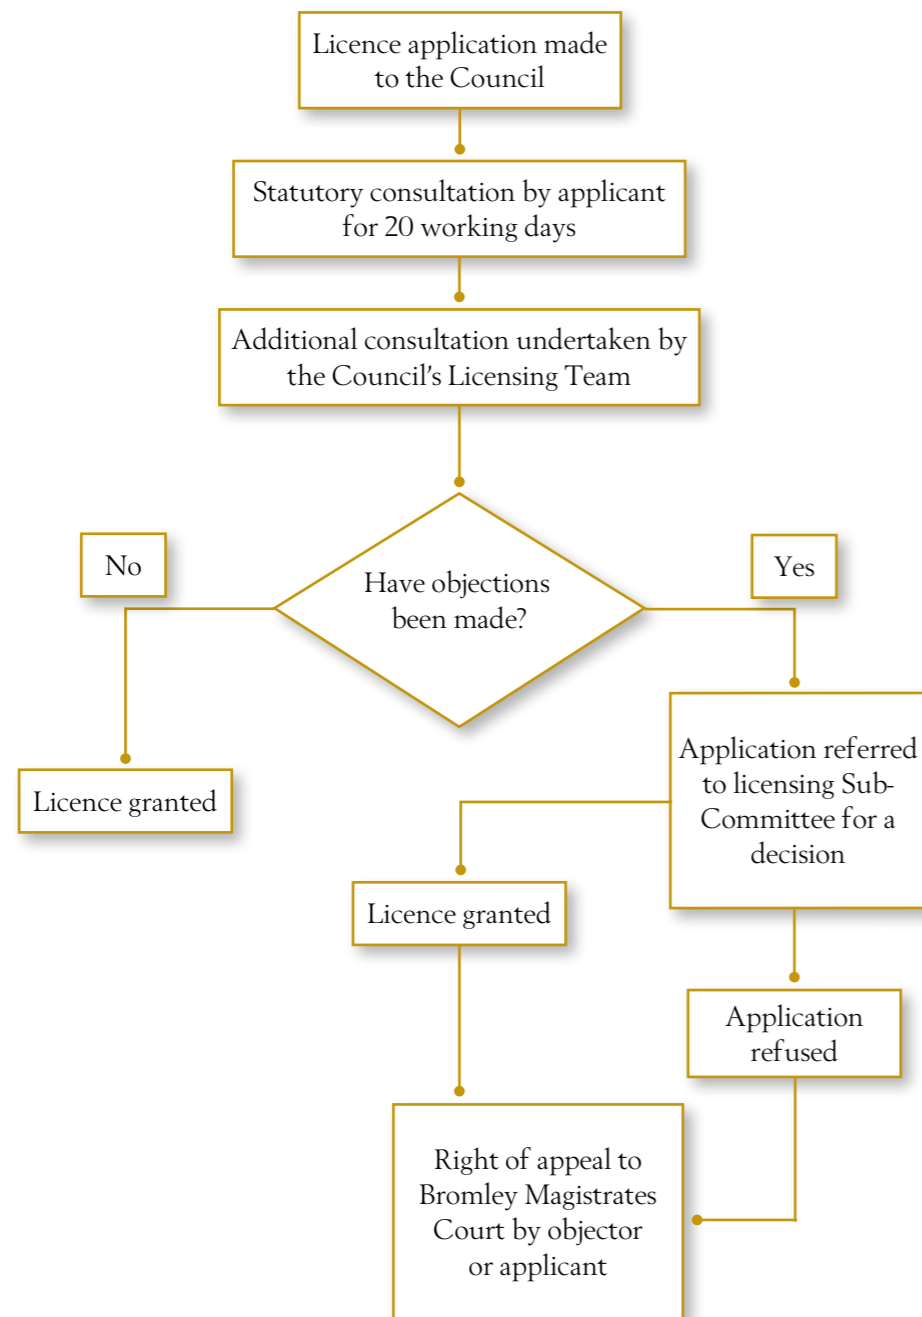 Licence application made
to the Council
Statutory consultation by applicant
for 20 working days
Additional consultation undertaken by
the Council’s Licensing Team
No
Have objections
been made?
Yes
Licence granted
Application referred
to licensing Sub-
Committee for a
decision
Licence granted
Application
refused
Right of appeal to
Bromley Magistrates
Court by objector
or applicant